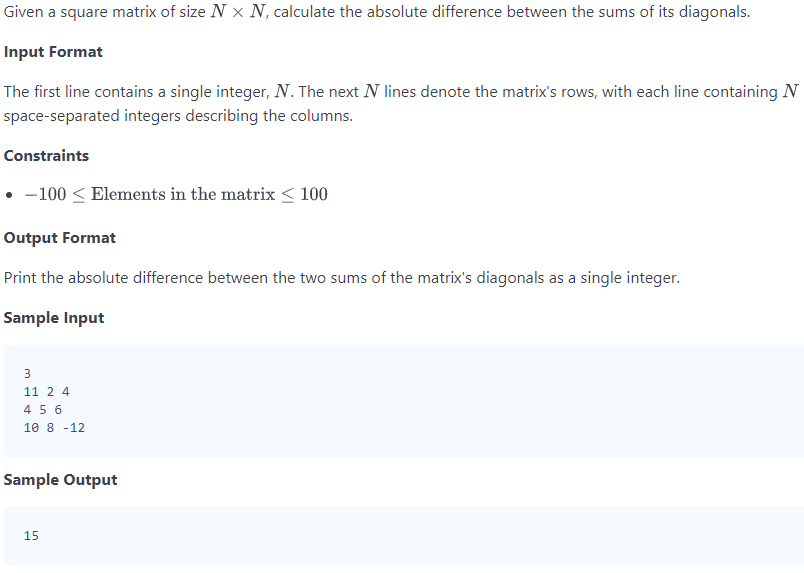 Given a square matrix of size N × N, calculate the absolute difference between the sums of its diagonals.
Input Format
The first line contains a single integer, N. The next N lines denote the matrix's rows, with each line containing N
space-separated integers describing the columns.
Constraints
• −100 ≤ Elements in the matrix ≤ 100
Output Format
Print the absolute difference between the two sums of the matrix's diagonals as a single integer.
Sample Input
3
11 2 4
4 5 6
10 8 -12
Sample Output
15